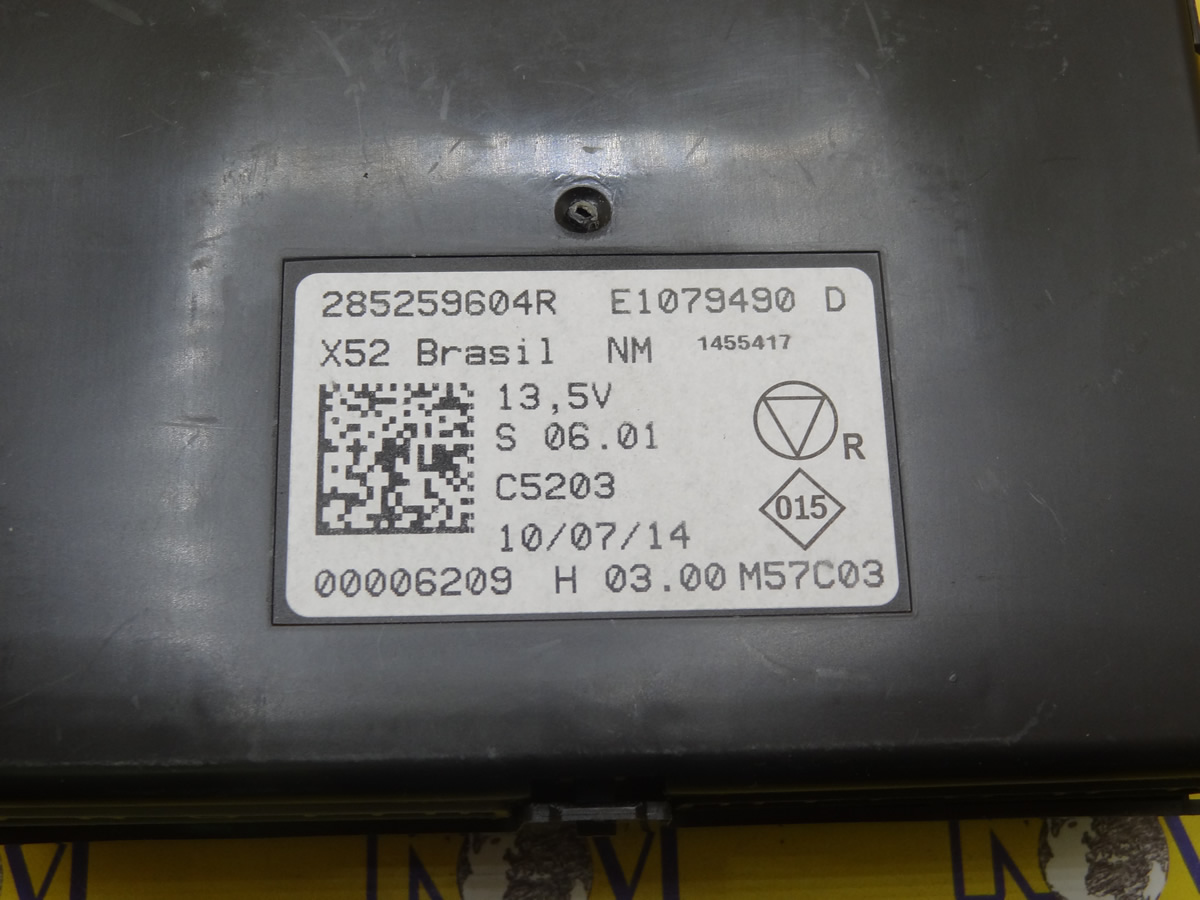 285259604R E1079490 D
X52 Brasil NM 1455417
13,5V
S 06.01
R
C5203
015
10/07/14
00006209 H 03.00 M57C03